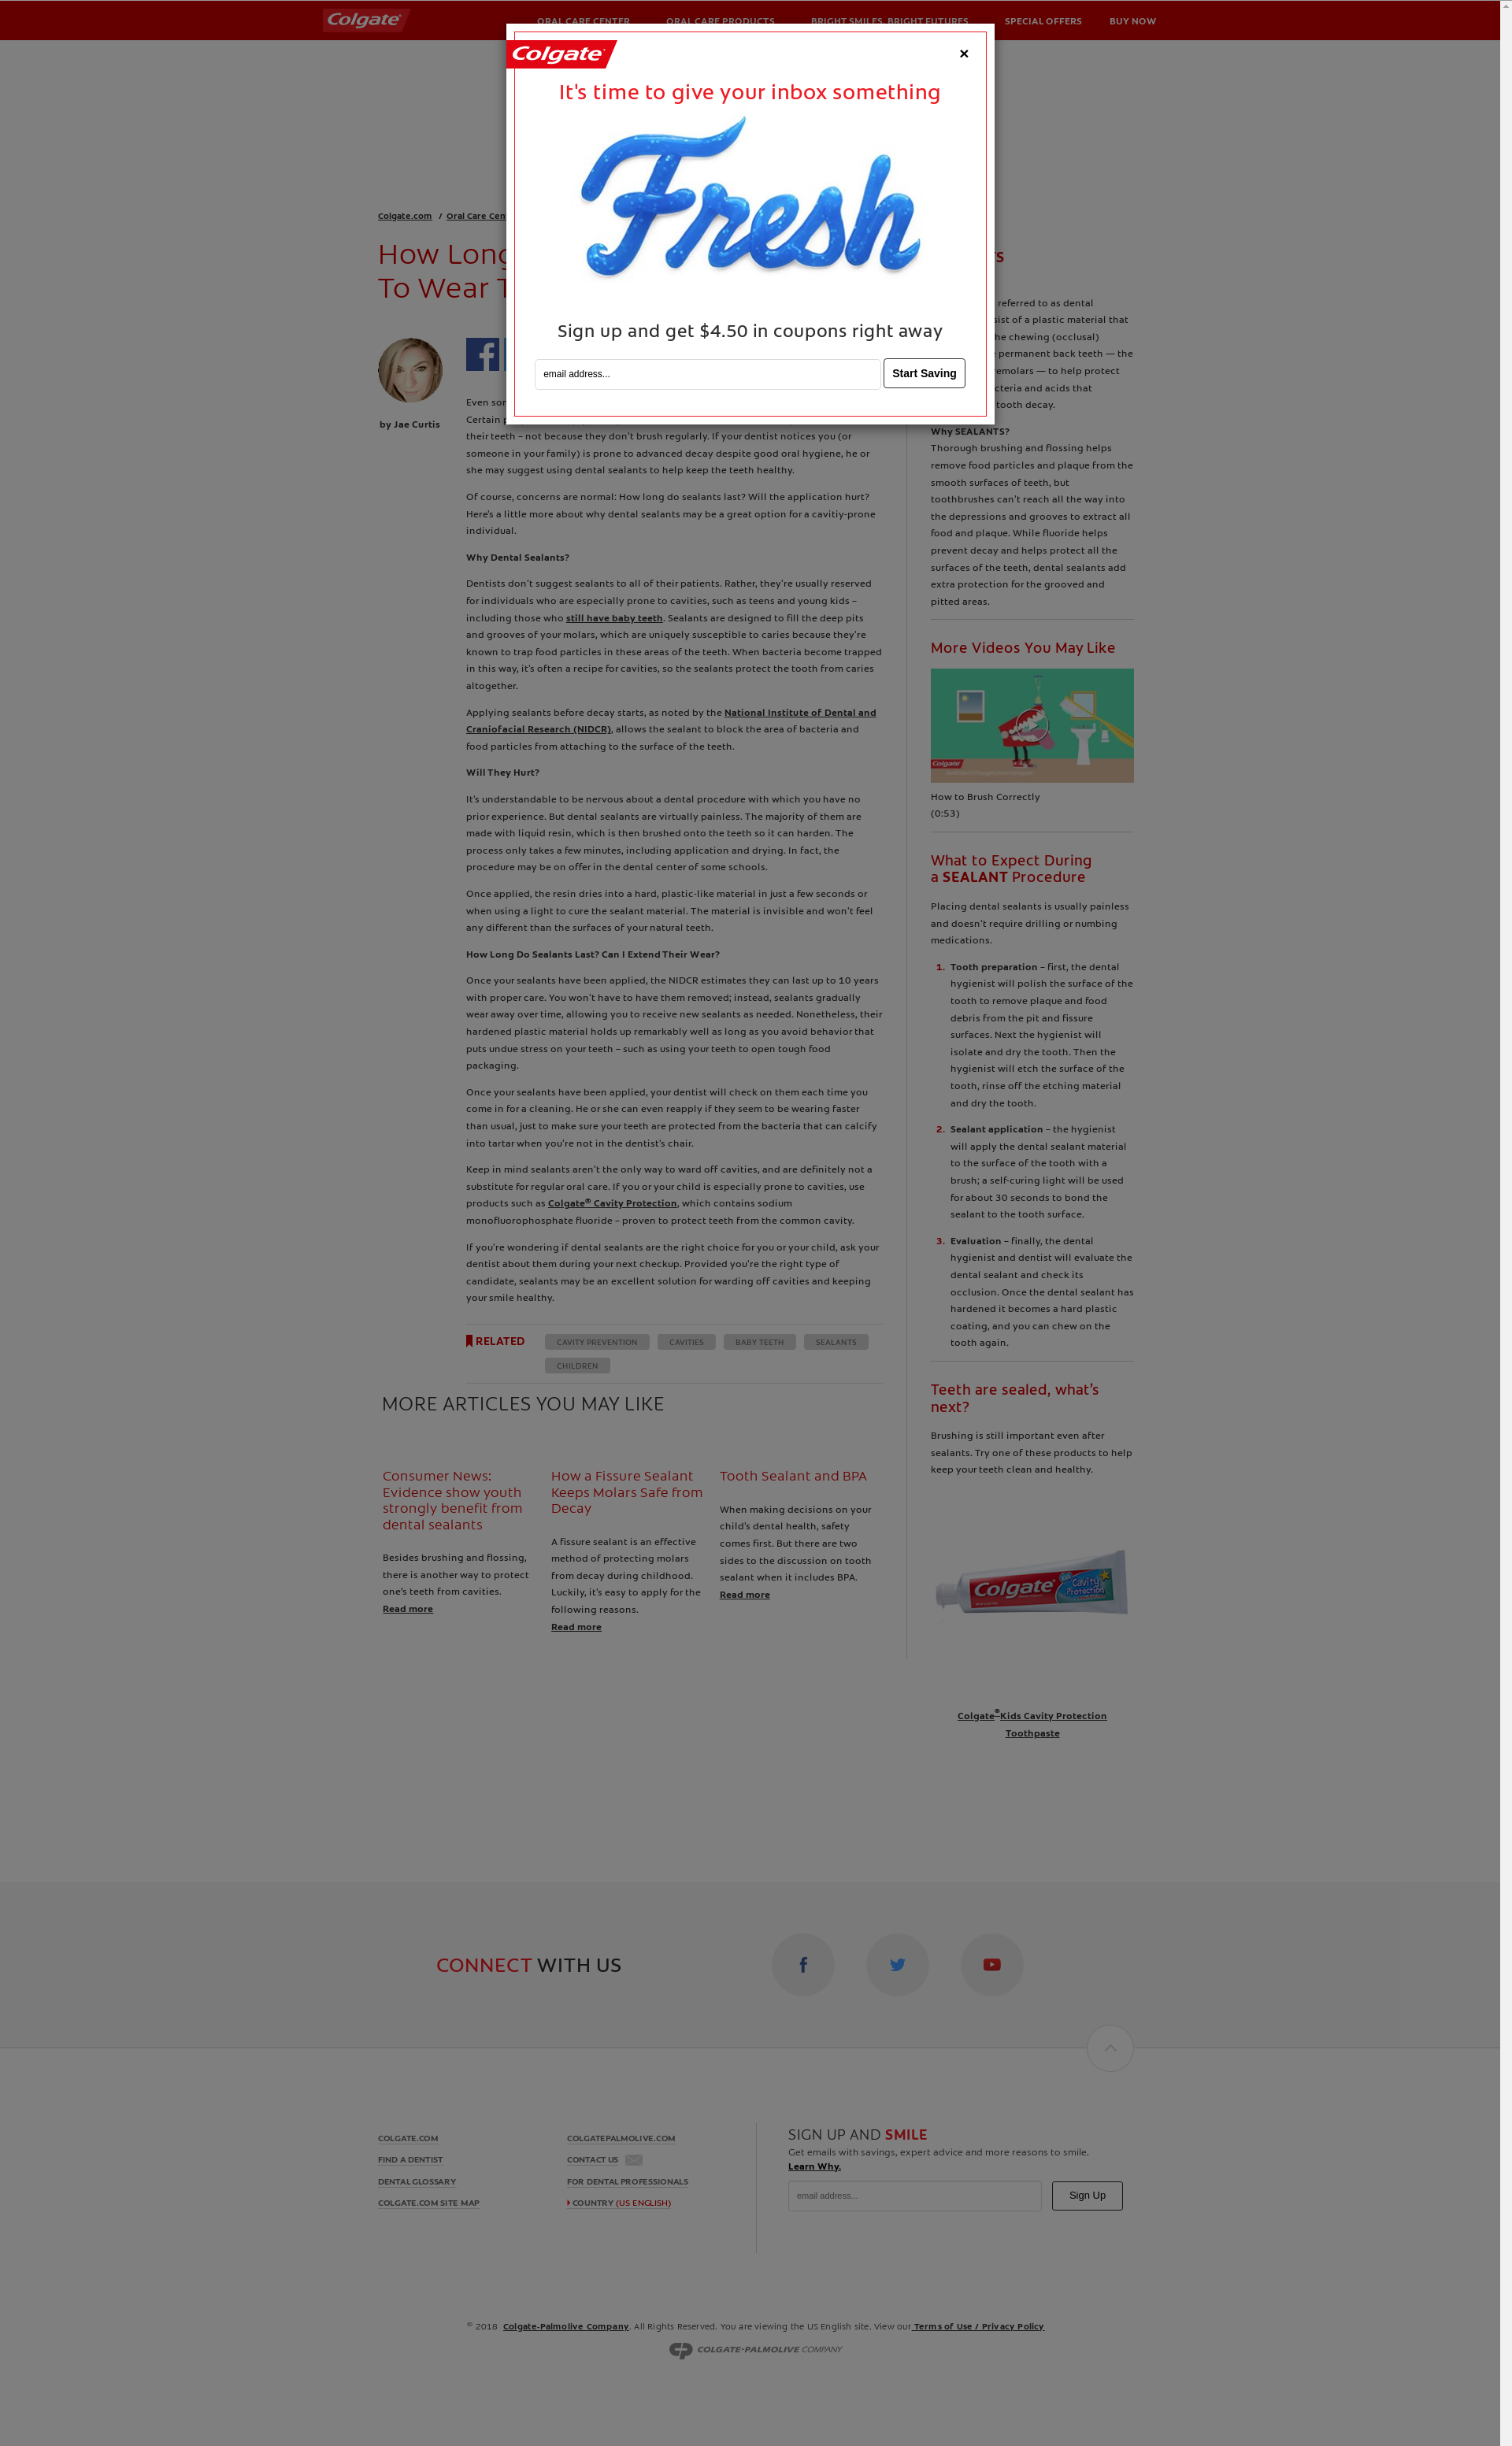 Colgate
ORAL CARE CENTER
ORAL CARE PRODUCTS
BRIGHT SMILES, BRIGHT FUTURES
SPECIAL OFFERS
BUY NOW
Colgate
×
It's time to give your inbox something
Fresh
Sign up and get $4.50 in coupons right away
email address...
Start Saving
Colgate.com / Oral Care
How Long
To Wear
by Jae Curtis
Even
Certain
their teeth – not because they don't brush regularly. If your dentist notices you (or
someone in your family) is prone to advanced decay despite good oral hygiene, he or
she may suggest using dental sealants to help keep the teeth healthy.
Of course, concerns are normal: How long do sealants last? Will the application hurt?
Here's a little more about why dental sealants may be a great option for a cavitiy-prone
individual.
Why Dental Sealants?
Dentists don't suggest sealants to all of their patients. Rather, they're usually reserved
for individuals who are especially prone to cavities, such as teens and young kids –
including those who still have baby teeth. Sealants are designed to fill the deep pits
and grooves of your molars, which are uniquely susceptible to caries because they're
known to trap food particles in these areas of the teeth. When bacteria become trapped
in this way, it's often a recipe for cavities, so the sealants protect the tooth from caries
altogether.
Applying sealants before decay starts, as noted by the National Institute of Dental and
Craniofacial Research (NIDCR), allows the sealant to block the area of bacteria and
food particles from attaching to the surface of the teeth.
Will They Hurt?
It's understandable to be nervous about a dental procedure with which you have no
prior experience. But dental sealants are virtually painless. The majority of them are
made with liquid resin, which is then brushed onto the teeth so it can harden. The
process only takes a few minutes, including application and drying. In fact, the
procedure may be on offer in the dental center of some schools.
Once applied, the resin dries into a hard, plastic-like material in just a few seconds or
when using a light to cure the sealant material. The material is invisible and won't feel
any different than the surfaces of your natural teeth.
How Long Do Sealants Last? Can I Extend Their Wear?
Once your sealants have been applied, the NIDCR estimates they can last up to 10 years
with proper care. You won't have to have them removed; instead, sealants gradually
wear away over time, allowing you to receive new sealants as needed. Nonetheless, their
hardened plastic material holds up remarkably well as long as you avoid behavior that
puts undue stress on your teeth – such as using your teeth to open tough food
packaging.
Once your sealants have been applied, your dentist will check on them each time you
come in for a cleaning. He or she can even reapply if they seem to be wearing faster
than usual, just to make sure your teeth are protected from the bacteria that can calcify
into tartar when you're not in the dentist's chair.
Keep in mind sealants aren't the only way to ward off cavities, and are definitely not a
substitute for regular oral care. If you or your child is especially prone to cavities, use
products such as Colgate® Cavity Protection, which contains sodium
monofluorophosphate fluoride – proven to protect teeth from the common cavity.
If you're wondering if dental sealants are the right choice for you or your child, ask your
dentist about them during your next checkup. Provided you're the right type of
candidate, sealants may be an excellent solution for warding off cavities and keeping
your smile healthy.
RELATED
CAVITY PREVENTION
CAVITIES
BABY TEETH
SEALANTS
CHILDREN
MORE ARTICLES YOU MAY LIKE
Consumer News:
Evidence show youth
strongly benefit from
dental sealants
Besides brushing and flossing,
there is another way to protect
one's teeth from cavities.
Read more
How a Fissure Sealant
Keeps Molars Safe from
Decay
A fissure sealant is an effective
method of protecting molars
from decay during childhood.
Luckily, it's easy to apply for the
following reasons.
Read more
Tooth Sealant and BPA
When making decisions on your
child's dental health, safety
comes first. But there are two
sides to the discussion on tooth
sealant when it includes BPA.
Read more
referred to as dental
of a plastic material that
chewing (occlusal)
permanent back teeth — the
to help protect
and acids that
tooth decay.
Why SEALANTS?
Thorough brushing and flossing helps
remove food particles and plaque from the
smooth surfaces of teeth, but
toothbrushes can't reach all the way into
the depressions and grooves to extract all
food and plaque. While fluoride helps
prevent decay and helps protect all the
surfaces of the teeth, dental sealants add
extra protection for the grooved and
pitted areas.
More Videos You May Like
Colgate
How to Brush Correctly
(0:53)
What to Expect During
a SEALANT Procedure
Placing dental sealants is usually painless
and doesn't require drilling or numbing
medications.
1. Tooth preparation – first, the dental
hygienist will polish the surface of the
tooth to remove plaque and food
debris from the pit and fissure
surfaces. Next the hygienist will
isolate and dry the tooth. Then the
hygienist will etch the surface of the
tooth, rinse off the etching material
and dry the tooth.
2. Sealant application – the hygienist
will apply the dental sealant material
to the surface of the tooth with a
brush; a self-curing light will be used
for about 30 seconds to bond the
sealant to the tooth surface.
3. Evaluation – finally, the dental
hygienist and dentist will evaluate the
dental sealant and check its
occlusion. Once the dental sealant has
hardened it becomes a hard plastic
coating, and you can chew on the
tooth again.
Teeth are sealed, what's
next?
Brushing is still important even after
sealants. Try one of these products to help
keep your teeth clean and healthy.
Colgate Cavity
Protection
Colgate®Kids Cavity Protection
Toothpaste
CONNECT WITH US
COLGATE.COM
FIND A DENTIST
DENTAL GLOSSARY
COLGATE.COM SITE MAP
COLGATEPALMOLIVE.COM
CONTACT US
FOR DENTAL PROFESSIONALS
COUNTRY (US ENGLISH)
SIGN UP AND SMILE
Get emails with savings, expert advice and more reasons to smile.
Learn Why.
email address...
Sign Up
© 2018 Colgate-Palmolive Company. All Rights Reserved. You are viewing the US English site. View our Terms of Use / Privacy Policy
COLGATE-PALMOLIVE COMPANY